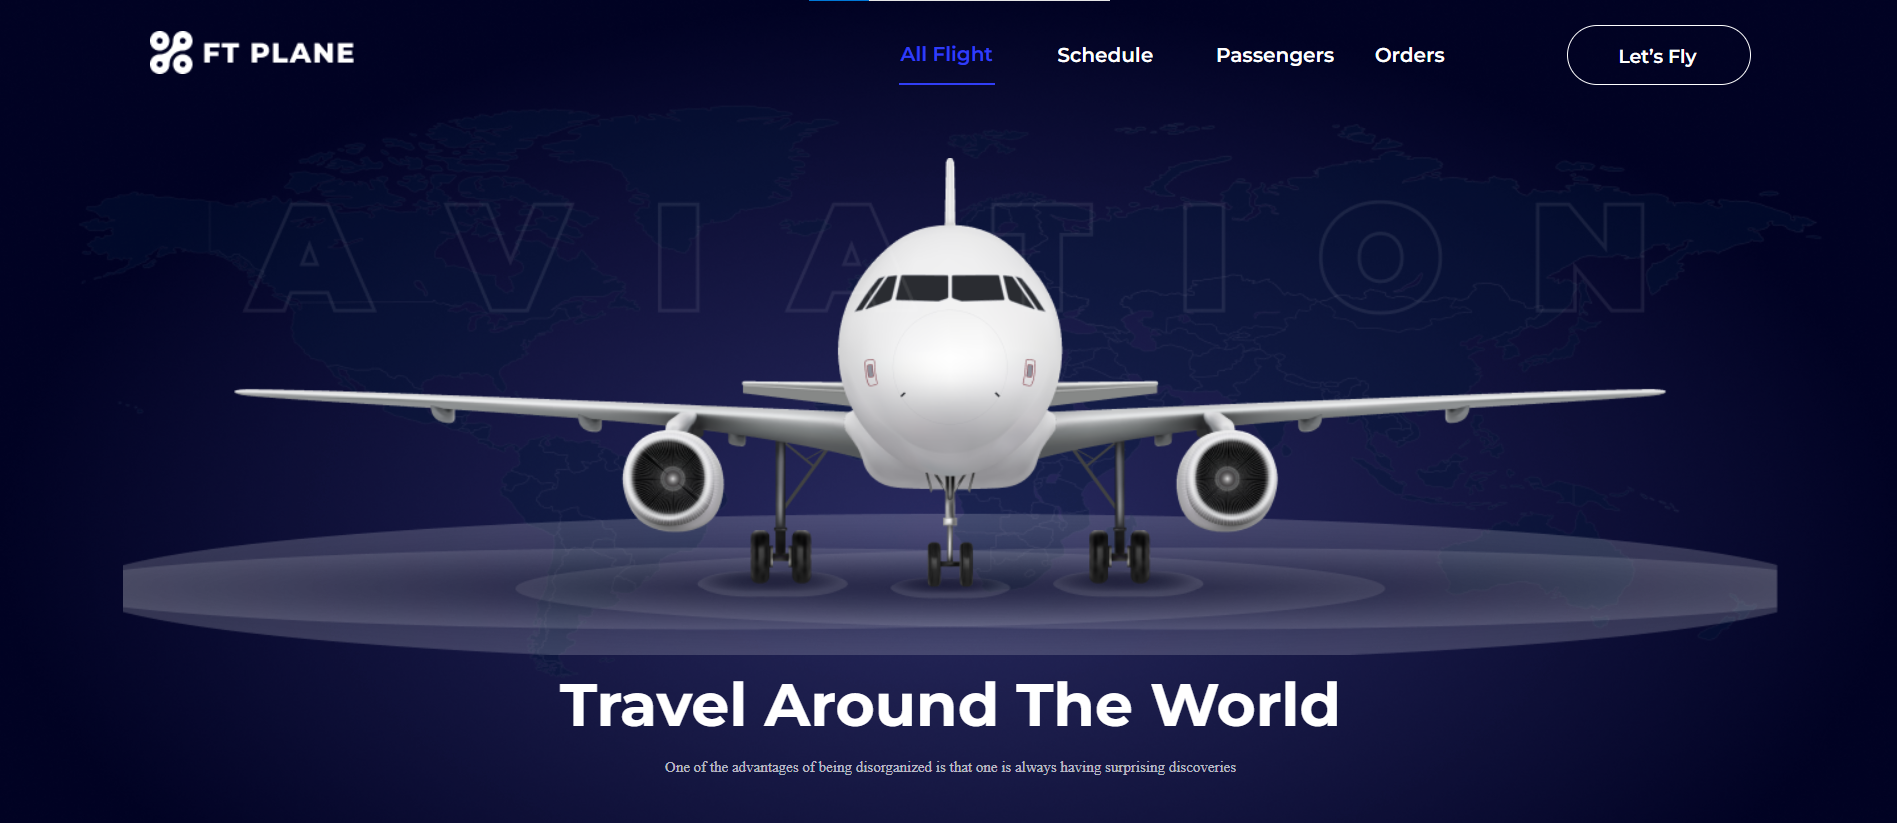 FT PLANE
All Flight
Schedule
Passengers
Orders
Let's Fly
AVIATION
Travel Around The World
One of the advantages of being disorganized is that one is always having surprising discoveries